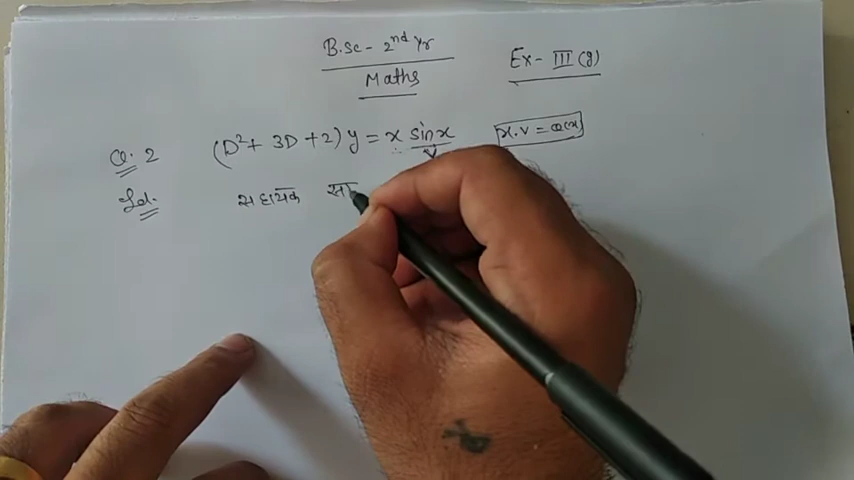 B.Sc - 2nd Yr
Maths
Ex - III (g)
Q. 2 (D² + 3D + 2) y = x sinx x.V = Q(x)
V
Sol. सहायक स